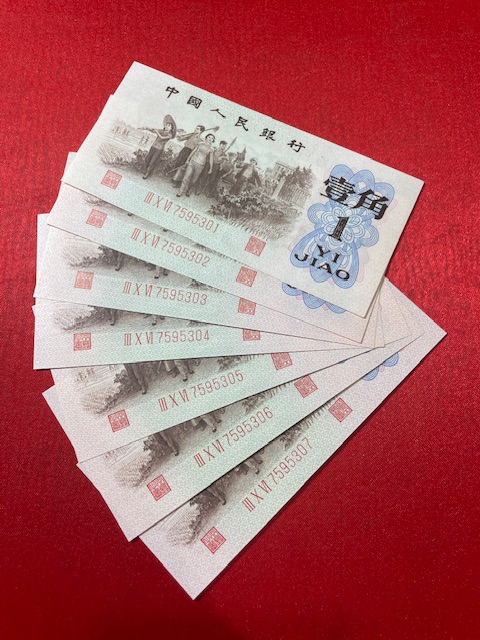 中國人民銀行
壹角
1
YI
JIAO
III X VI 7595301
III X VI 7595302
III X VI 7595303
III X VI 7595304
III X VI 7595305
III X VI 7595306
III X VI 7595307